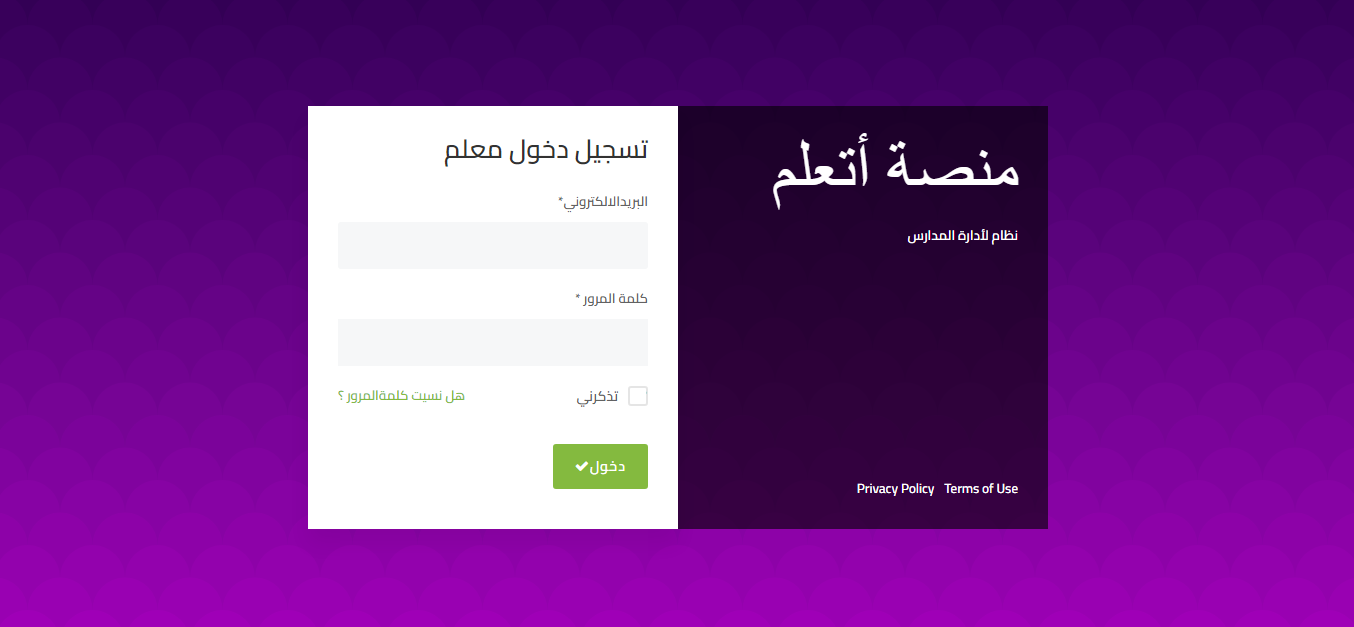 منصة أتعلم
نظام لأدارة المدارس
Privacy Policy Terms of Use
تسجيل دخول معلم
البريدالالكتروني*
كلمة المرور *
تذكرني
هل نسيت كلمةالمرور ؟
دخول